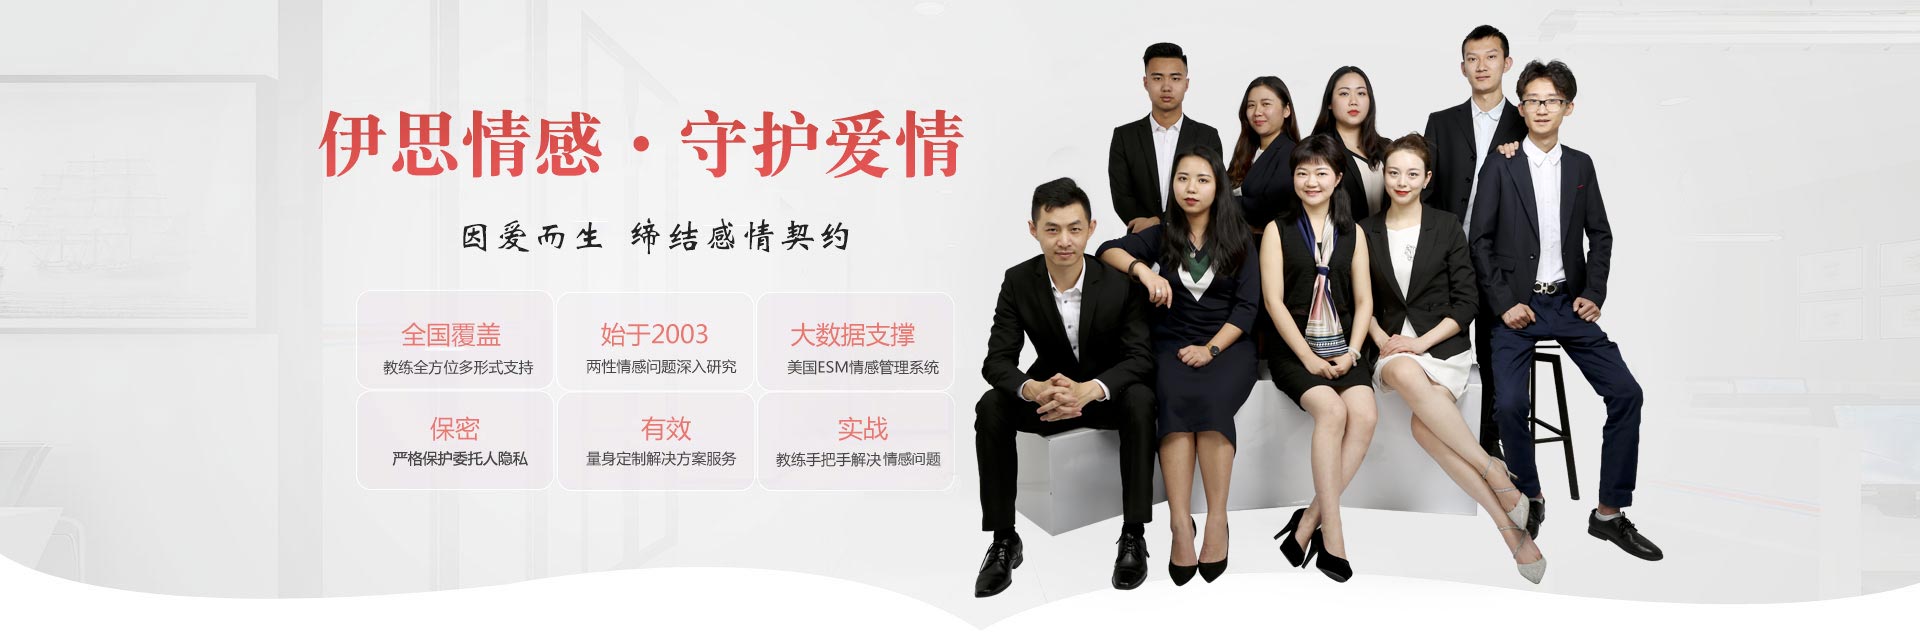 伊思情感·守护爱情
因爱而生 缔结感情契约
全国覆盖
教练全方位多形式支持
始于2003
两性情感问题深入研究
大数据支撑
美国ESM情感管理系统
保密
严格保护委托人隐私
有效
量身定制解决方案服务
实战
教练手把手解决情感问题